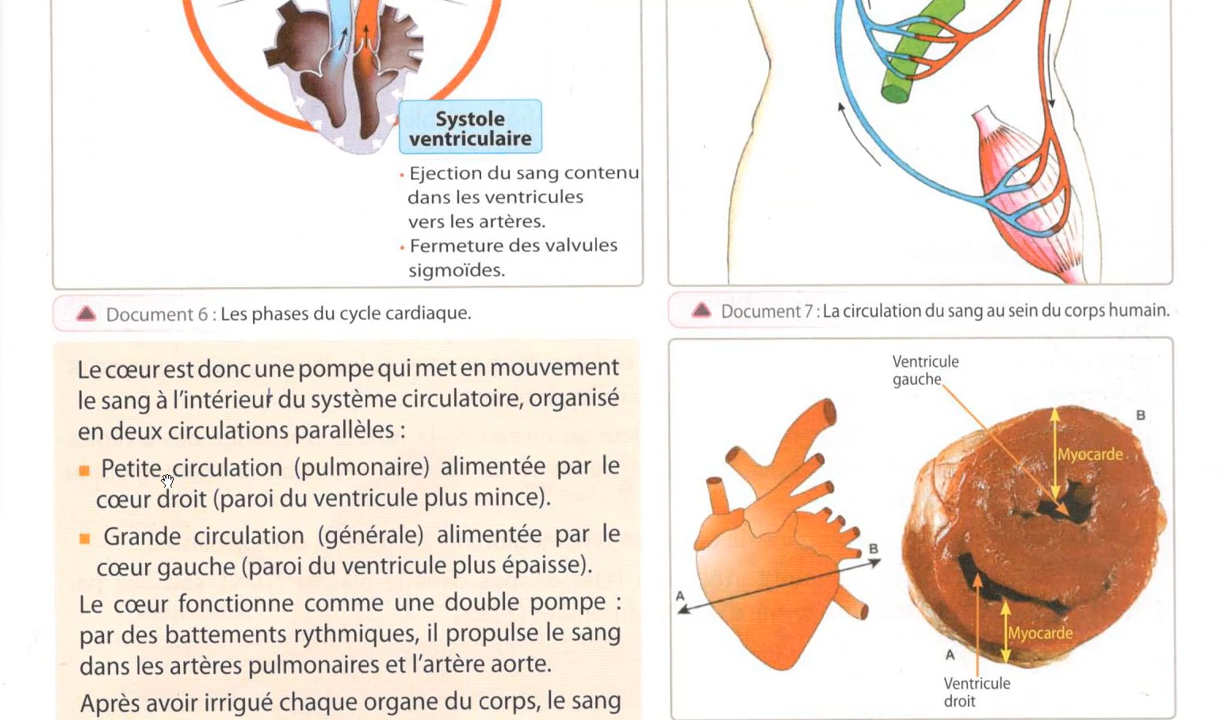 Systole
ventriculaire
• Ejection du sang contenu
dans les ventricules
vers les artères.
• Fermeture des valvules
sigmoïdes.
Document 6 : Les phases du cycle cardiaque.
Document 7 : La circulation du sang au sein du corps humain.
Le cœur est donc une pompe qui met en mouvement
le sang à l'intérieur du système circulatoire, organisé
en deux circulations parallèles :
Petite circulation (pulmonaire) alimentée par le
cœur droit (paroi du ventricule plus mince).
Grande circulation (générale) alimentée par le
cœur gauche (paroi du ventricule plus épaisse).
Le cœur fonctionne comme une double pompe :
par des battements rythmiques, il propulse le sang
dans les artères pulmonaires et l'artère aorte.
Après avoir irrigué chaque organe du corps, le sang
Ventricule
gauche
B
Myocarde
B
A
Myocarde
A
Ventricule
droit